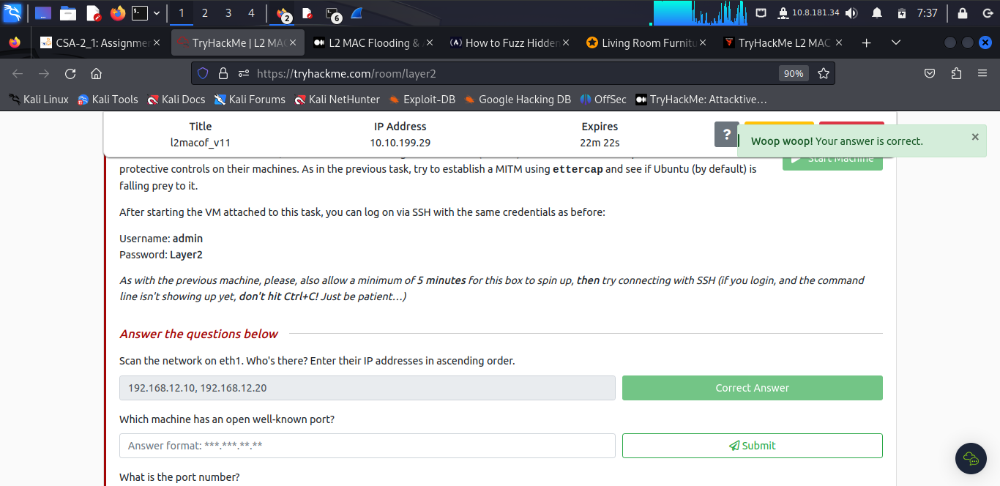 1 2 3 4 2 6 10.8.181.34 7:37
CSA-2_1: Assignme TryHackMe | L2 MAC L2 MAC Flooding & How to Fuzz Hidden Living Room Furnitu TryHackMe L2 MAC
https://tryhackme.com/room/layer2 90%
Kali Linux Kali Tools Kali Docs Kali Forums Kali NetHunter Exploit-DB Google Hacking DB OffSec TryHackMe: Attacktive…
Title IP Address Expires
l2macof_v11 10.10.199.29 22m 22s
?
Woop woop! Your answer is correct. ×
Start Machine
protective controls on their machines. As in the previous task, try to establish a MITM using ettercap and see if Ubuntu (by default) is
falling prey to it.
After starting the VM attached to this task, you can log on via SSH with the same credentials as before:
Username: admin
Password: Layer2
As with the previous machine, please, also allow a minimum of 5 minutes for this box to spin up, then try connecting with SSH (if you login, and the command
line isn't showing up yet, don't hit Ctrl+C! Just be patient…)
Answer the questions below
Scan the network on eth1. Who's there? Enter their IP addresses in ascending order.
192.168.12.10, 192.168.12.20 Correct Answer
Which machine has an open well-known port?
Answer format: ***.***.**.** Submit
What is the port number?